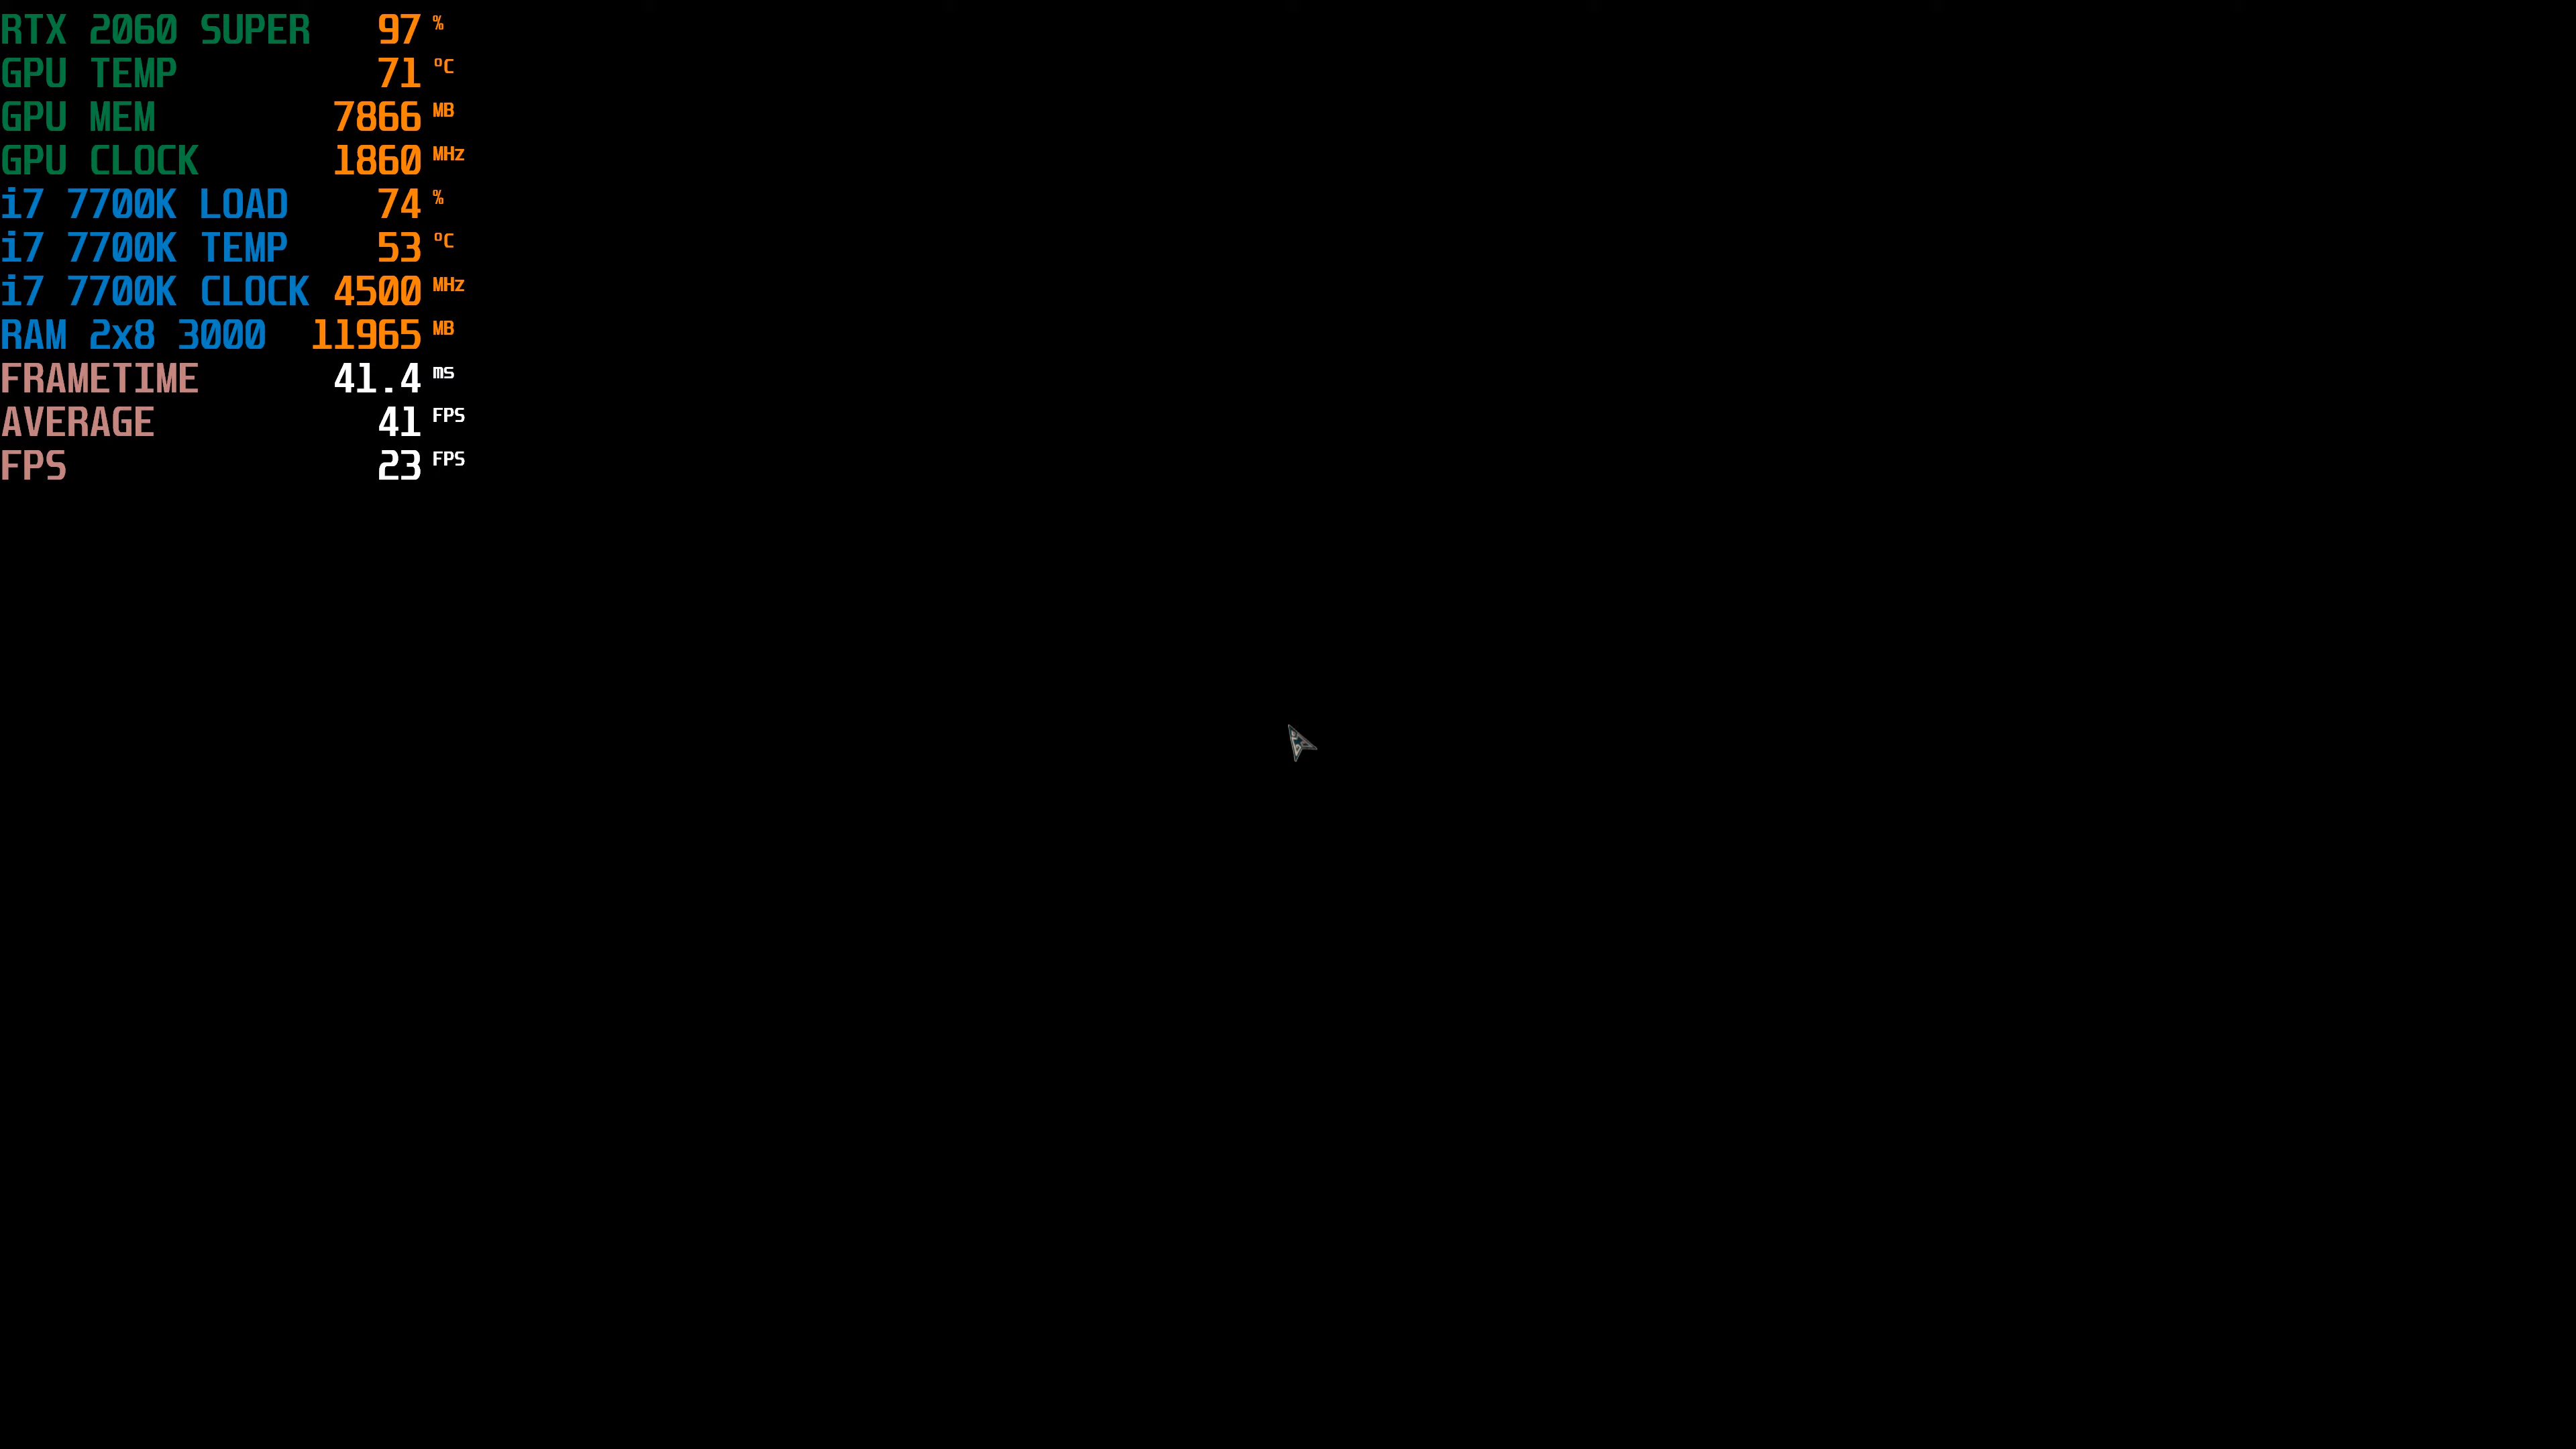 RTX 2060 SUPER 97 %
GPU TEMP 71 °C
GPU MEM 7866 MB
GPU CLOCK 1860 MHz
i7 7700K LOAD 74 %
i7 7700K TEMP 53 °C
i7 7700K CLOCK 4500 MHz
RAM 2x8 3000 11965 MB
FRAMETIME 41.4 ms
AVERAGE 41 FPS
FPS 23 FPS